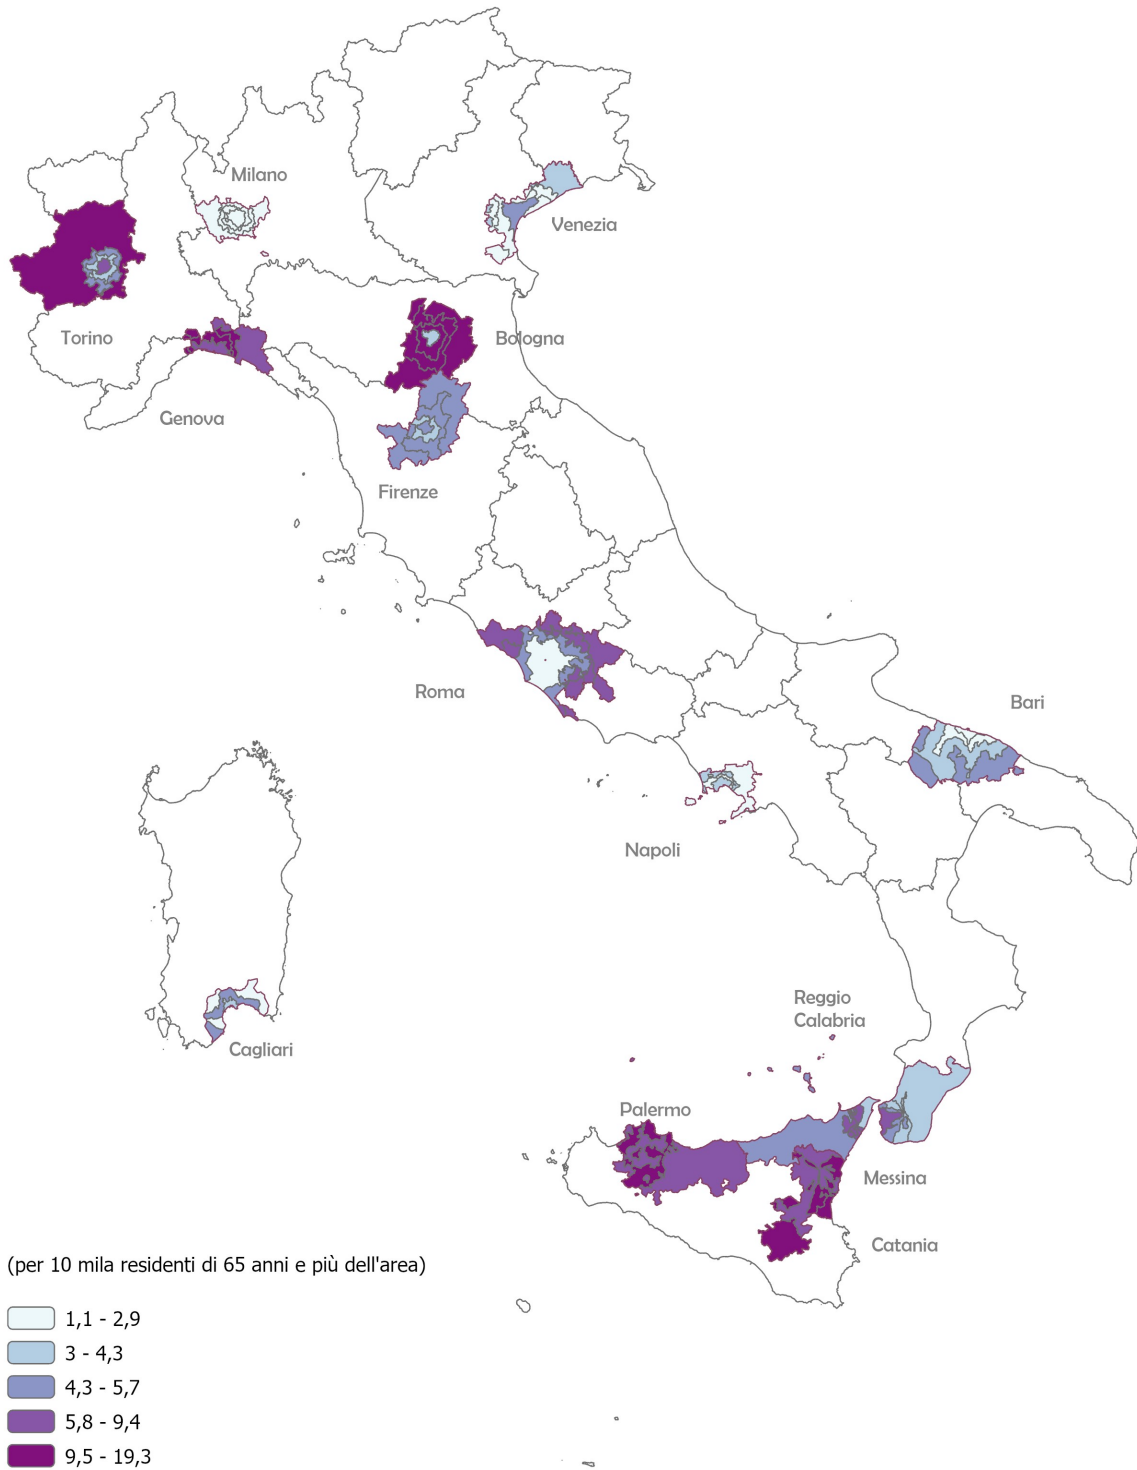 Milano
Venezia
Torino
Bologna
Genova
Firenze
Roma
Bari
Napoli
Reggio
Calabria
Cagliari
Palermo
Messina
Catania
(per 10 mila residenti di 65 anni e più dell'area)
1,1 - 2,9
3 - 4,3
4,3 - 5,7
5,8 - 9,4
9,5 - 19,3